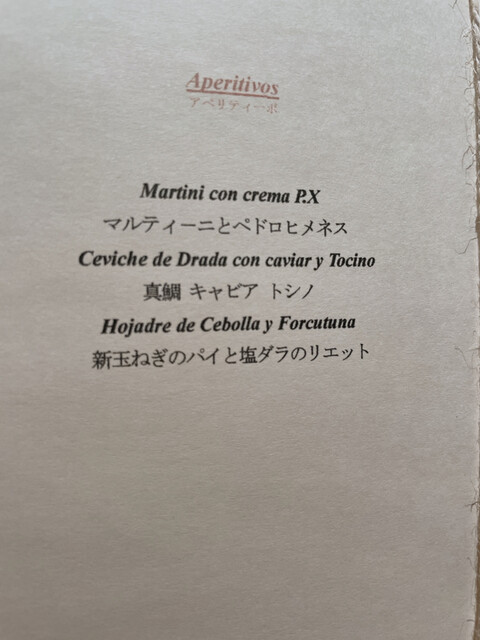 Aperitivos
アペリティーボ
Martini con crema P.X
マルティーニとペドロヒメネス
Ceviche de Drada con caviar y Tocino
真鯛 キャビア トシノ
Hojadre de Cebolla y Forcutuna
新玉ねぎのパイと塩ダラのリエット